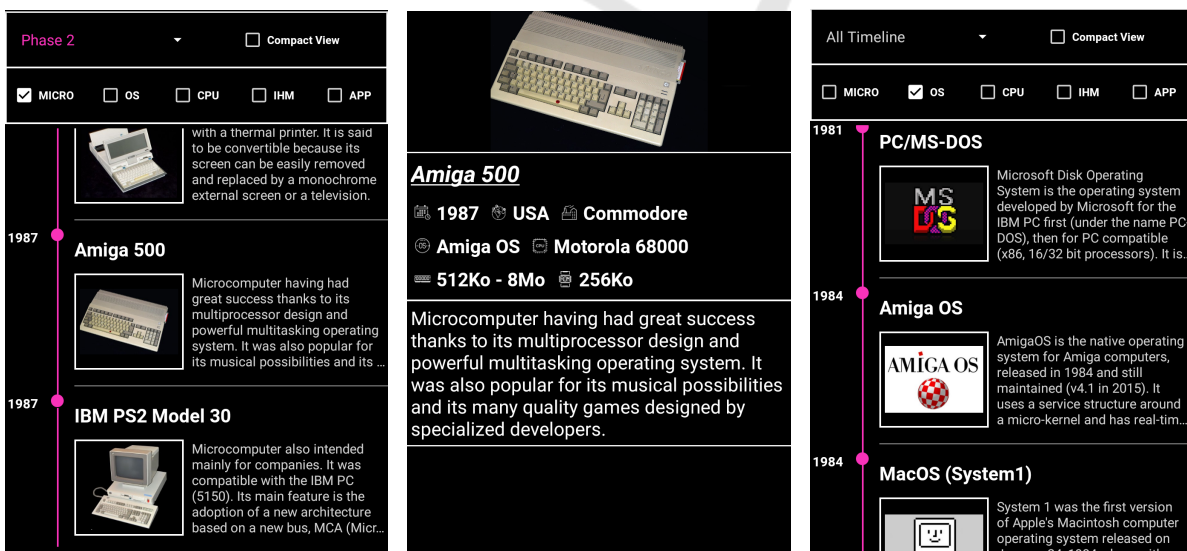 Phase 2
Compact View
MICRO OS CPU IHM APP
with a thermal printer. It is said
to be convertible because its
screen can be easily removed
and replaced by a monochrome
external screen or a television.
1987
Amiga 500
Microcomputer having had
great success thanks to its
multiprocessor design and
powerful multitasking operating
system. It was also popular for
its musical possibilities and its ...
1987
IBM PS2 Model 30
Microcomputer also intended
mainly for companies. It was
compatible with the IBM PC
(5150). Its main feature is the
adoption of a new architecture
based on a new bus, MCA (Micr...
Amiga 500
1987 USA Commodore
OS Amiga OS CPU Motorola 68000
512Ko - 8Mo 256Ko
Microcomputer having had great success
thanks to its multiprocessor design and
powerful multitasking operating system. It
was also popular for its musical possibilities
and its many quality games designed by
specialized developers.
All Timeline
Compact View
MICRO OS CPU IHM APP
1981
PC/MS-DOS
MS
DOS
Microsoft Disk Operating
System is the operating system
developed by Microsoft for the
IBM PC first (under the name PC
DOS), then for PC compatible
(x86, 16/32 bit processors). It is...
1984
Amiga OS
AMIGA OS
AmigaOS is the native operating
system for Amiga computers,
released in 1984 and still
maintained (v4.1 in 2015). It
uses a service structure around
a micro-kernel and has real-tim...
1984
MacOS (System1)
System 1 was the first version
of Apple's Macintosh computer
operating system released on